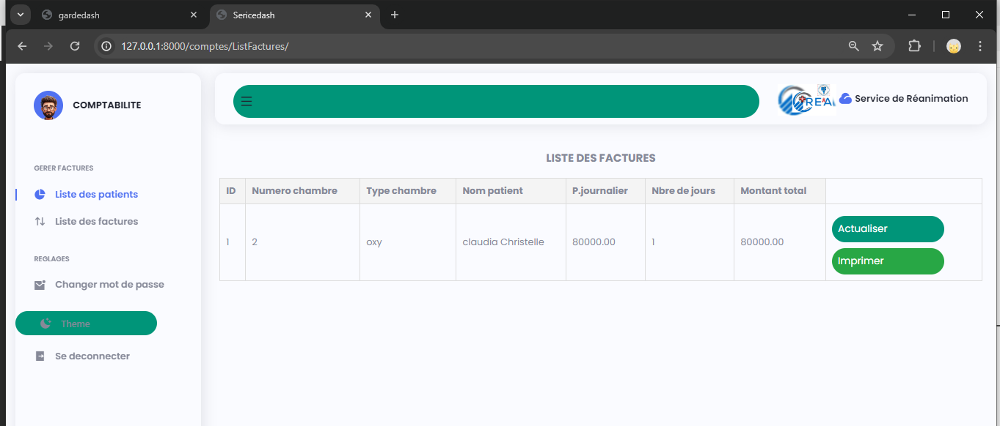 gardedash
Sericedash
127.0.0.1:8000/comptes/ListFactures/
COMPTABILITE
REA
Service de Réanimation
GERER FACTURES
Liste des patients
Liste des factures
REGLAGES
Changer mot de passe
Theme
Se deconnecter
LISTE DES FACTURES
ID Numero chambre Type chambre Nom patient P.journalier Nbre de jours Montant total
1 2 oxy claudia Christelle 80000.00 1 80000.00
Actualiser
Imprimer